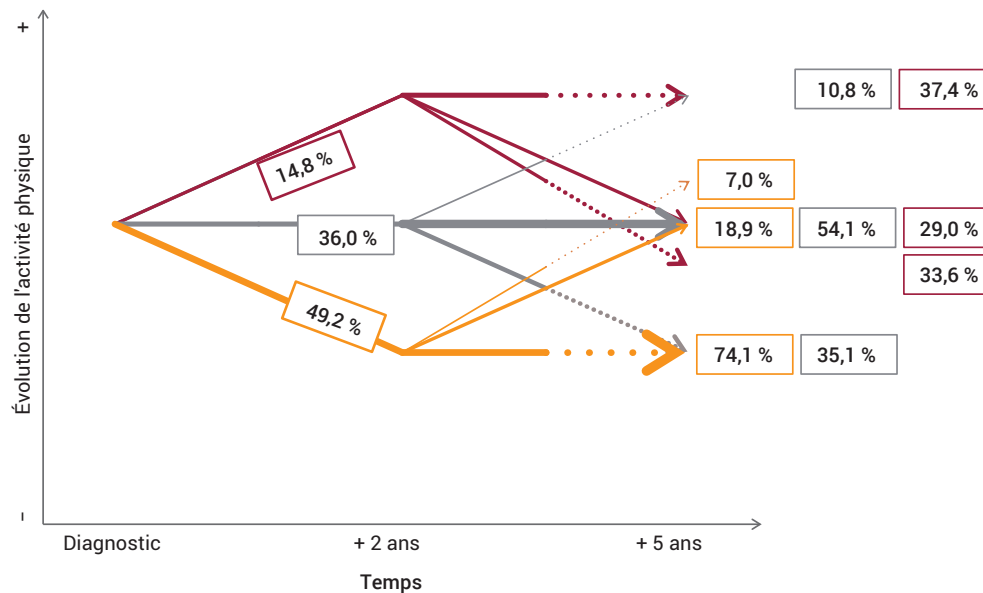 +
Évolution de l'activité physique
–
14,8 %
36,0 %
49,2 %
10,8 % 37,4 %
7,0 %
18,9 % 54,1 % 29,0 %
33,6 %
74,1 % 35,1 %
Diagnostic + 2 ans + 5 ans
Temps